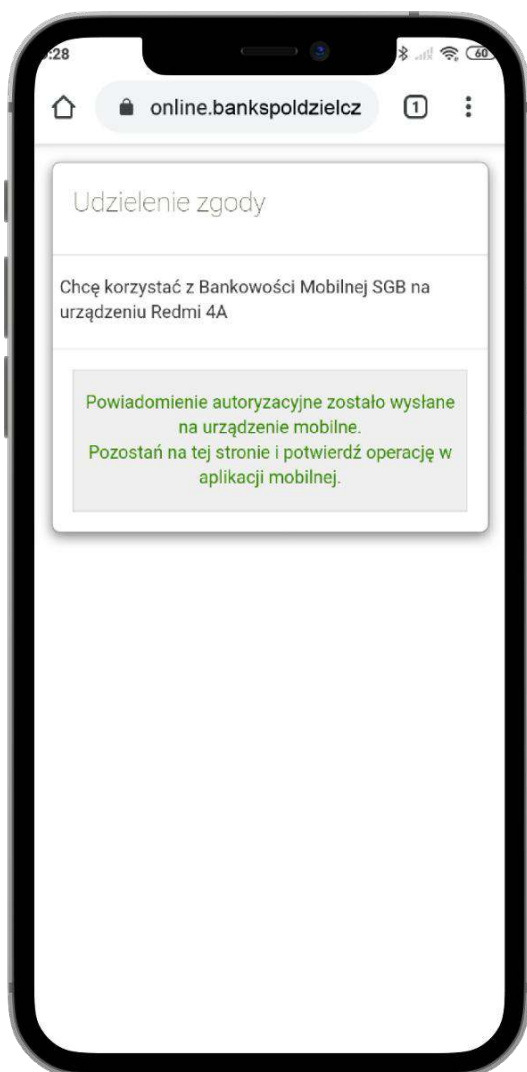 :28
60
online.bankspoldzielcz
1
Udzielenie zgody
Chcę korzystać z Bankowości Mobilnej SGB na
urządzeniu Redmi 4A
Powiadomienie autoryzacyjne zostało wysłane
na urządzenie mobilne.
Pozostań na tej stronie i potwierdź operację w
aplikacji mobilnej.